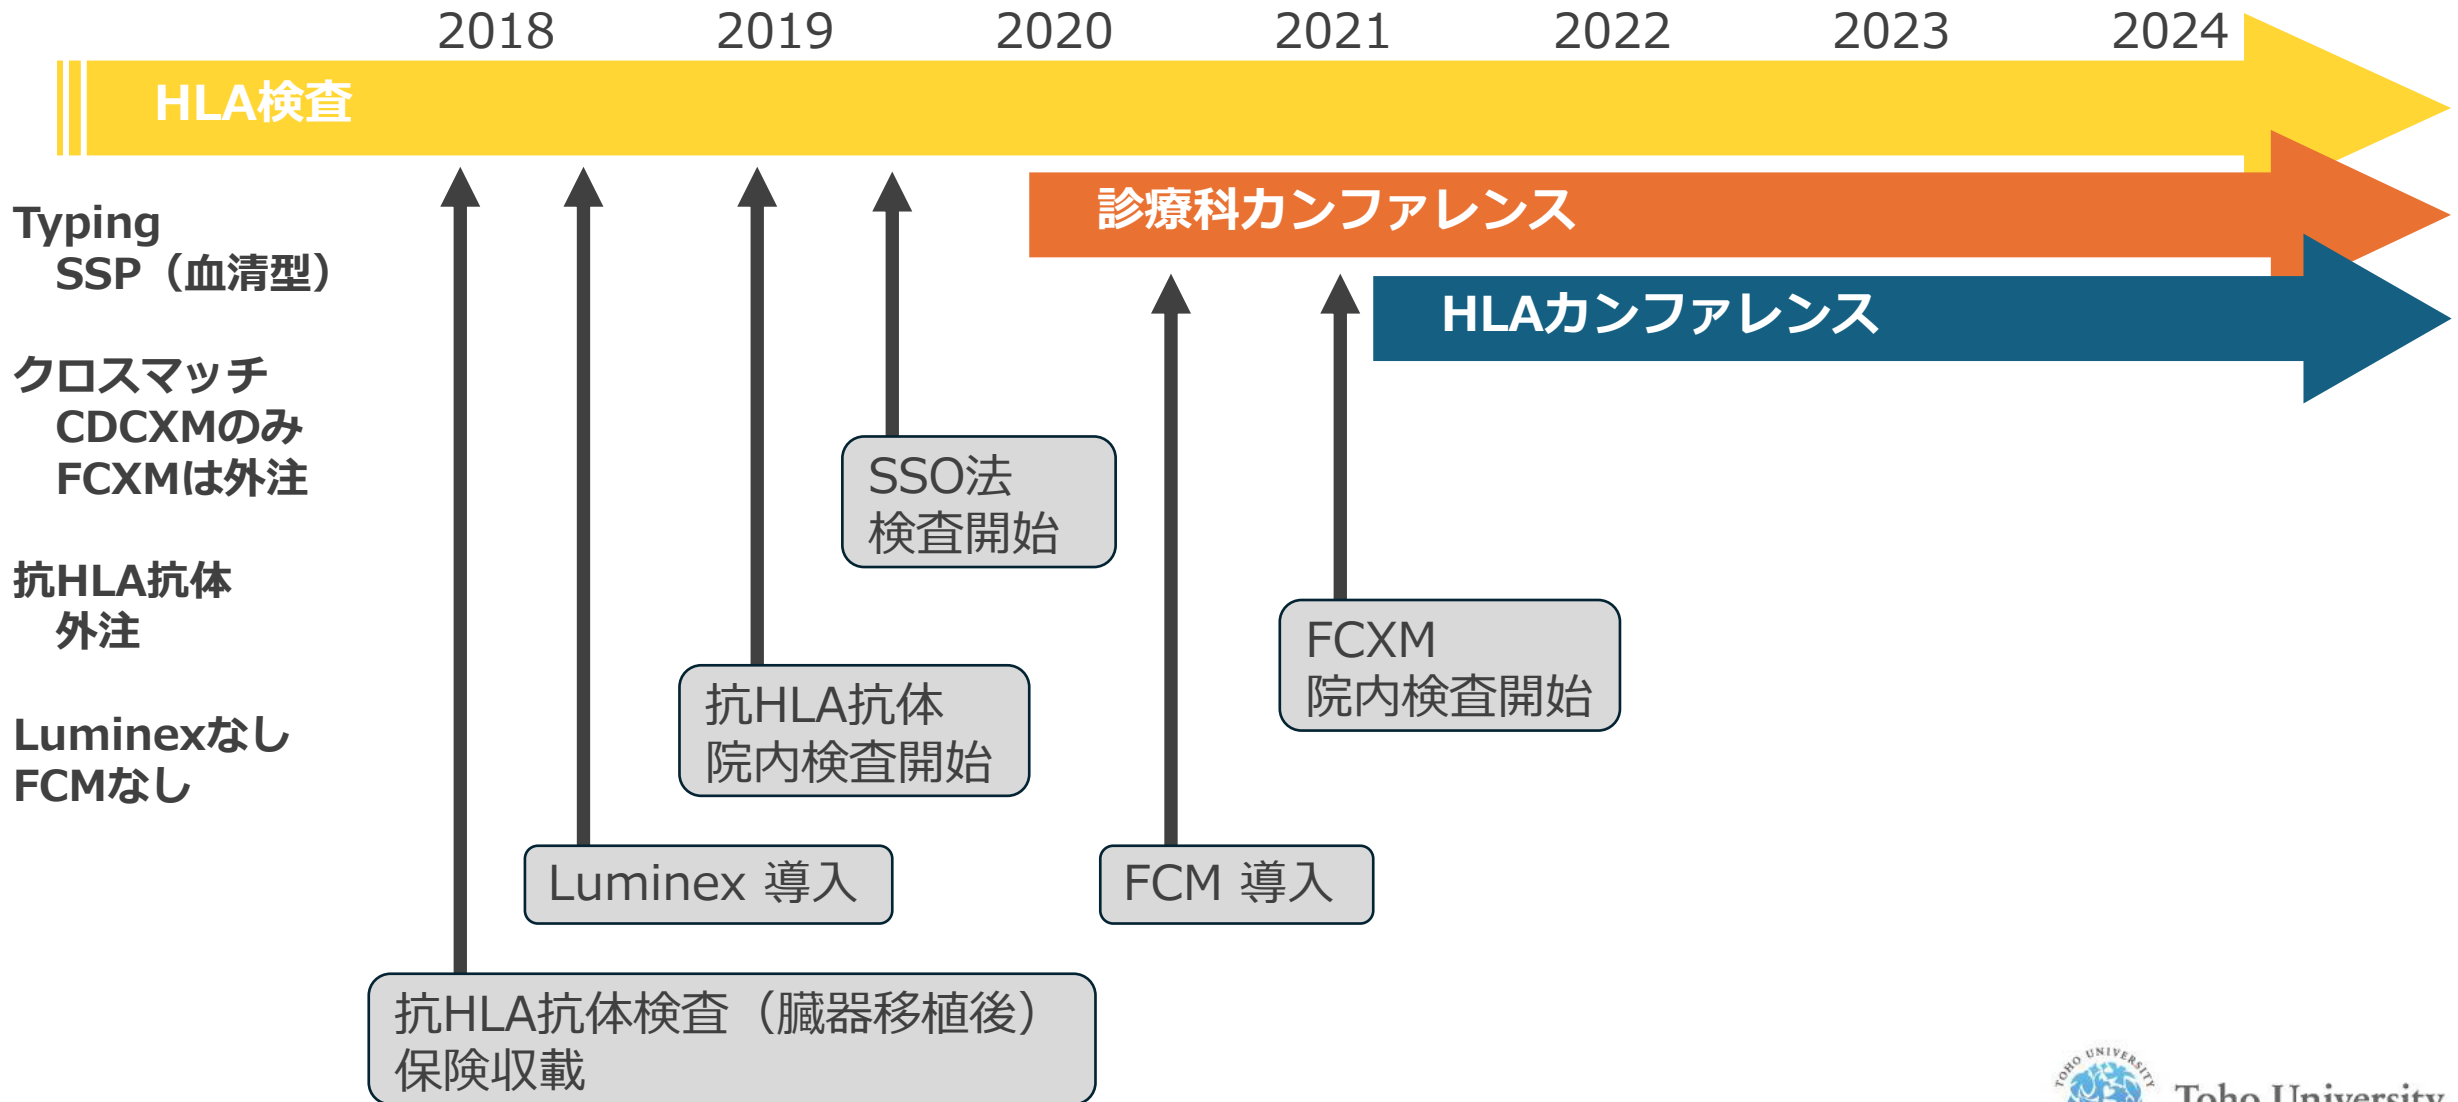 2018 2019 2020 2021 2022 2023 2024
HLA検査
診療科カンファレンス
HLAカンファレンス
Typing
SSP（血清型）
クロスマッチ
CDCXMのみ
FCXMは外注
抗HLA抗体
外注
Luminexなし
FCMなし
SSO法
検査開始
FCXM
院内検査開始
抗HLA抗体
院内検査開始
Luminex 導入
FCM 導入
抗HLA抗体検査（臓器移植後）
保険収載
TOHO UNIVERSITY
Toho University